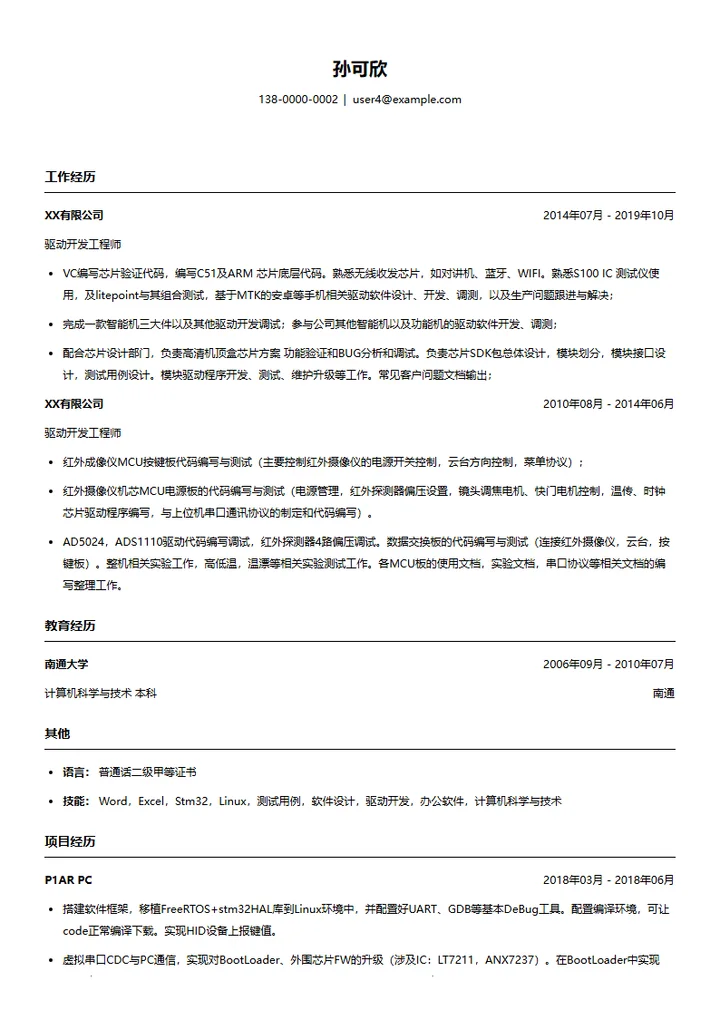 孙可欣
138-0000-0002 | user4@example.com
工作经历
XX有限公司 2014年07月 - 2019年10月
驱动开发工程师
• VC编写芯片验证代码，编写C51及ARM 芯片底层代码。熟悉无线收发芯片，如对讲机、蓝牙、WIFI。熟悉S100 IC 测试仪使
用，及litepoint与其组合测试，基于MTK的安卓等手机相关驱动软件设计、开发、调测，以及生产问题跟进与解决；
• 完成一款智能机三大件以及其他驱动开发调试；参与公司其他智能机以及功能机的驱动软件开发、调测；
• 配合芯片设计部门，负责高清机顶盒芯片方案 功能验证和BUG分析和调试。负责芯片SDK包总体设计，模块划分，模块接口设
计，测试用例设计。模块驱动程序开发、测试、维护升级等工作。常见客户问题文档输出；
XX有限公司 2010年08月 - 2014年06月
驱动开发工程师
• 红外成像仪MCU按键板代码编写与测试（主要控制红外摄像仪的电源开关控制，云台方向控制，菜单协议）；
• 红外摄像仪机芯MCU电源板的代码编写与测试（电源管理，红外探测器偏压设置，镜头调焦电机、快门电机控制，温传、时钟
芯片驱动程序编写，与上位机串口通讯协议的制定和代码编写）。
• AD5024，ADS1110驱动代码编写调试，红外探测器4路偏压调试。数据交换板的代码编写与测试（连接红外摄像仪，云台，按
键板）。整机相关实验工作，高低温，温漂等相关实验测试工作。各MCU板的使用文档，实验文档，串口协议等相关文档的编
写整理工作。
教育经历
南通大学 2006年09月 - 2010年07月
计算机科学与技术 本科 南通
其他
• 语言： 普通话二级甲等证书
• 技能： Word，Excel，Stm32，Linux，测试用例，软件设计，驱动开发，办公软件，计算机科学与技术
项目经历
P1AR PC 2018年03月 - 2018年06月
• 搭建软件框架，移植FreeRTOS+stm32HAL库到Linux环境中，并配置好UART、GDB等基本DeBug工具。配置编译环境，可让
code正常编译下载。实现HID设备上报键值。
• 虚拟串口CDC与PC通信，实现对BootLoader、外围芯片FW的升级（涉及IC：LT7211，ANX7237）。在BootLoader中实现